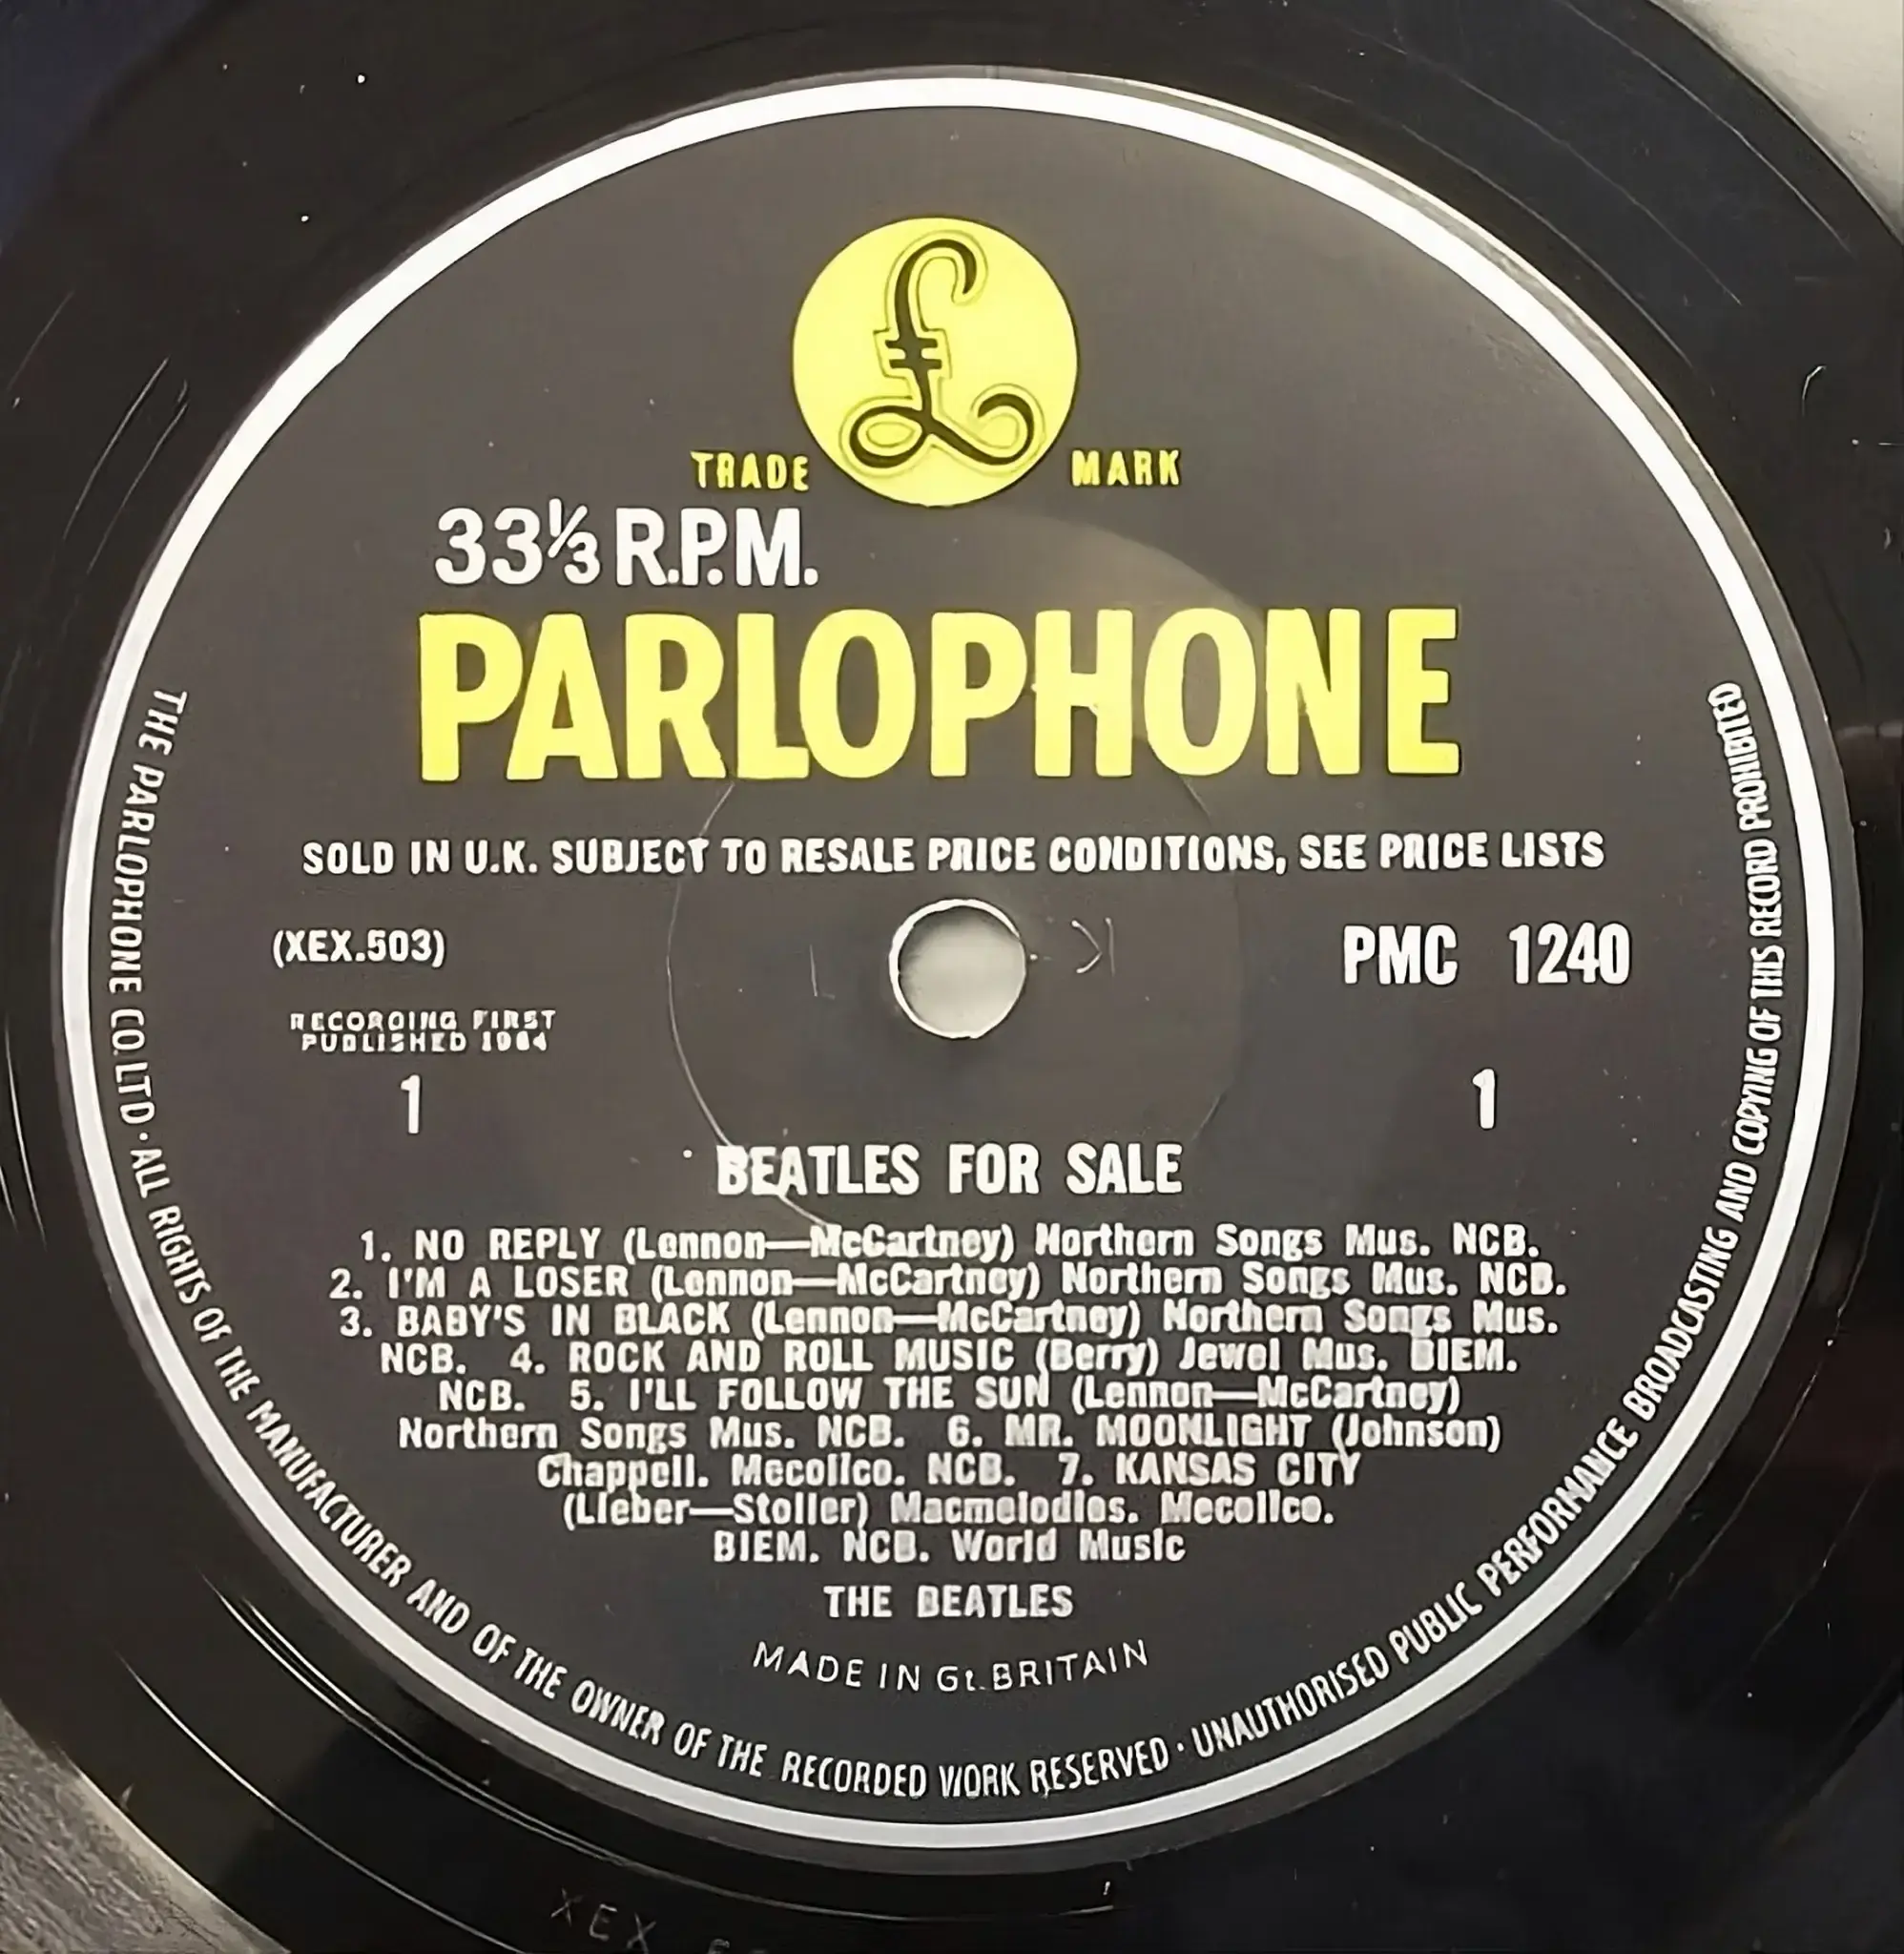 £
TRADE MARK
33⅓ R.P.M.
PARLOPHONE
SOLD IN U.K. SUBJECT TO RESALE PRICE CONDITIONS, SEE PRICE LISTS
(XEX.503)
PMC 1240
RECORDING FIRST
PUBLISHED 1964
1
1
BEATLES FOR SALE
1. NO REPLY (Lennon—McCartney) Northern Songs Mus. NCB.
2. I'M A LOSER (Lennon—McCartney) Northern Songs Mus. NCB.
3. BABY'S IN BLACK (Lennon—McCartney) Northern Songs Mus.
NCB. 4. ROCK AND ROLL MUSIC (Berry) Jewel Mus. BIEM.
NCB. 5. I'LL FOLLOW THE SUN (Lennon—McCartney)
Northern Songs Mus. NCB. 6. MR. MOONLIGHT (Johnson)
Chappell. Mecolico. NCB. 7. KANSAS CITY
(Lieber—Stoller) Macmelodies. Mecolico.
BIEM. NCB. World Music
THE BEATLES
MADE IN Gt. BRITAIN
THE PARLOPHONE CO. LTD · ALL RIGHTS OF THE MANUFACTURER AND OF THE OWNER OF THE RECORDED WORK RESERVED · UNAUTHORISED PUBLIC PERFORMANCE BROADCASTING AND COPYING OF THIS RECORD PROHIBITED
XEX